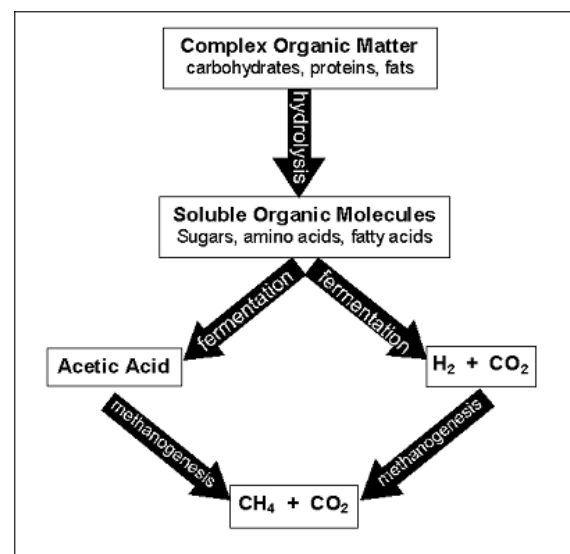 Complex Organic Matter
carbohydrates, proteins, fats
hydrolysis
Soluble Organic Molecules
Sugars, amino acids, fatty acids
fermentation
fermentation
Acetic Acid
H₂ + CO₂
methanogenesis
methanogenesis
CH₄ + CO₂